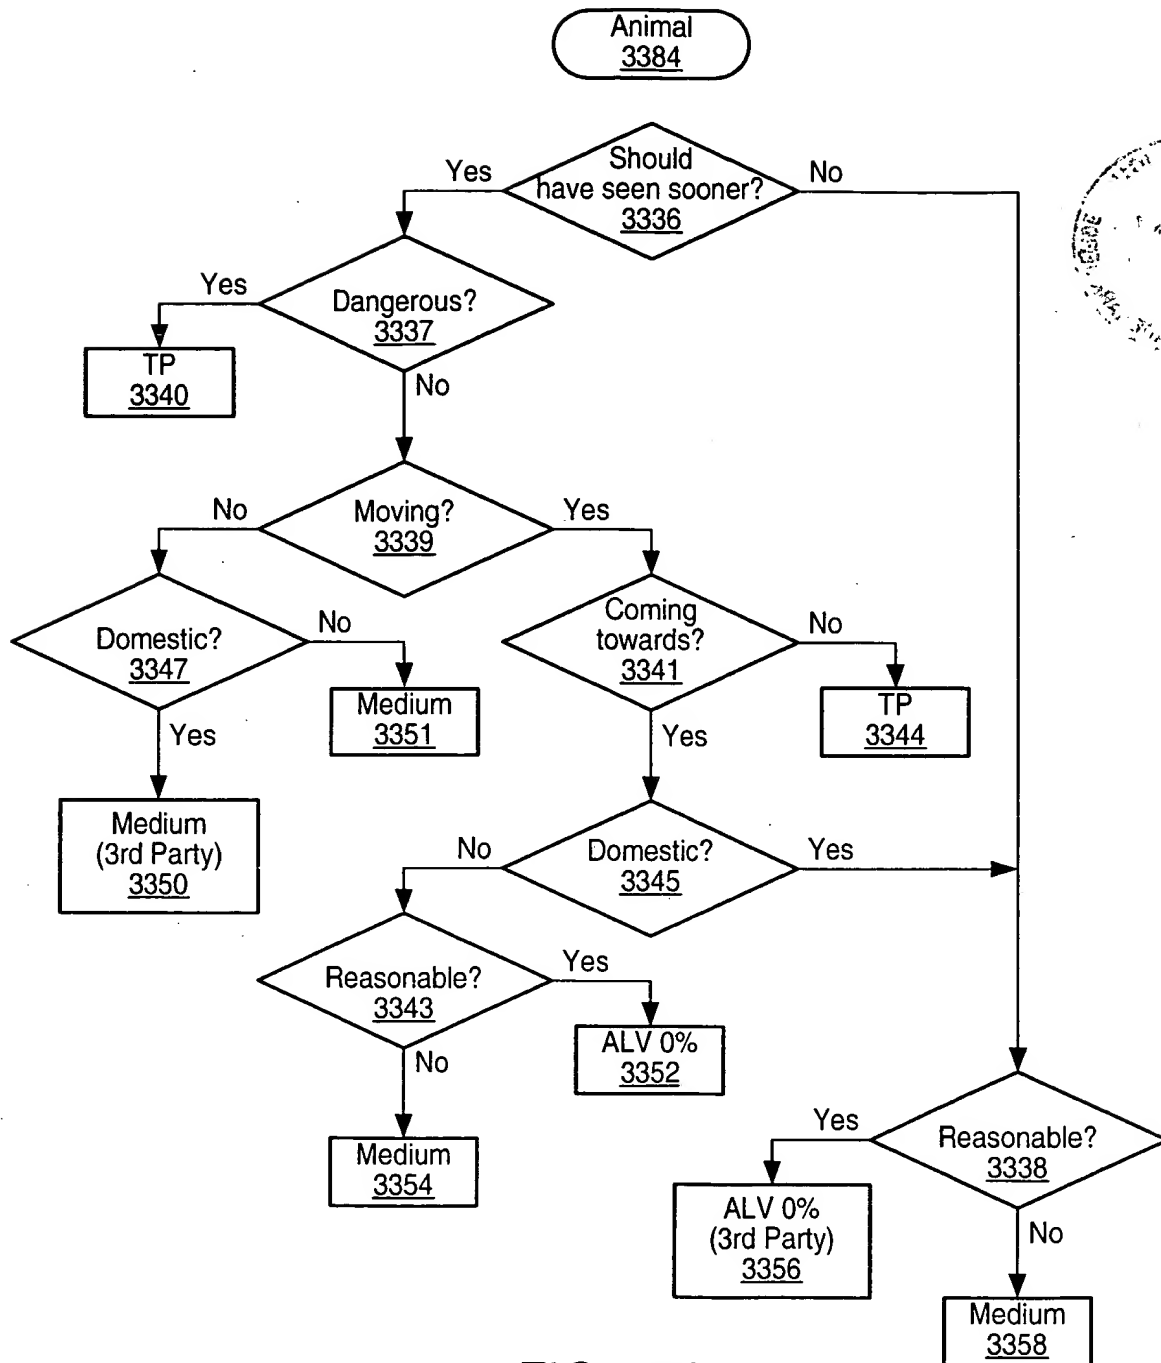 Animal
3384
Should
have seen sooner?
3336
Yes
No
Dangerous?
3337
Yes
No
TP
3340
Moving?
3339
No
Yes
Domestic?
3347
No
Yes
Coming
towards?
3341
No
Yes
Medium
3351
TP
3344
Medium
(3rd Party)
3350
Domestic?
3345
No
Yes
Reasonable?
3343
Yes
No
ALV 0%
3352
Medium
3354
Reasonable?
3338
Yes
No
ALV 0%
(3rd Party)
3356
Medium
3358